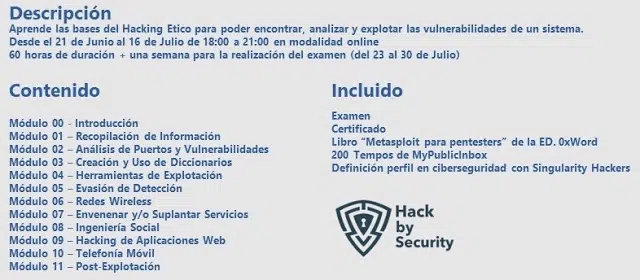 Descripción
Aprende las bases del Hacking Etico para poder encontrar, analizar y explotar las vulnerabilidades de un sistema.
Desde el 21 de Junio al 16 de Julio de 18:00 a 21:00 en modalidad online
60 horas de duración + una semana para la realización del examen (del 23 al 30 de Julio)
Contenido
Módulo 00 - Introducción
Módulo 01 – Recopilación de Información
Módulo 02 – Análisis de Puertos y Vulnerabilidades
Módulo 03 – Creación y Uso de Diccionarios
Módulo 04 – Herramientas de Explotación
Módulo 05 – Evasión de Detección
Módulo 06 – Redes Wireless
Módulo 07 – Envenenar y/o Suplantar Servicios
Módulo 08 – Ingeniería Social
Módulo 09 – Hacking de Aplicaciones Web
Módulo 10 – Telefonía Móvil
Módulo 11 – Post-Explotación
Incluido
Examen
Certificado
Libro “Metasploit para pentesters” de la ED. 0xWord
200 Tempos de MyPublicInbox
Definición perfil en ciberseguridad con Singularity Hackers
Hack
by
Security